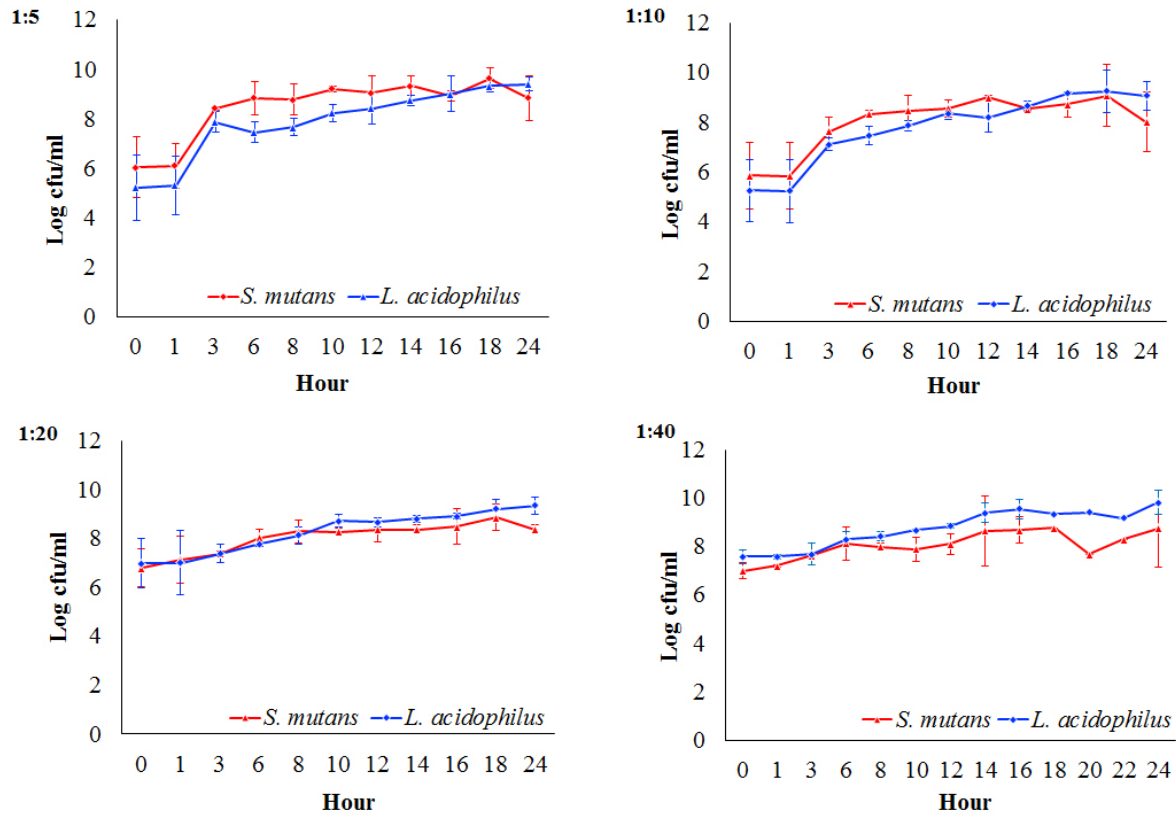 1:5
12
10
8
6
4
2
0
Log cfu/ml
S. mutans L. acidophilus
0 1 3 6 8 10 12 14 16 18 24
Hour
1:10
12
10
8
6
4
2
0
Log cfu/ml
S. mutans L. acidophilus
0 1 3 6 8 10 12 14 16 18 24
Hour
1:20
12
10
8
6
4
2
0
Log cfu/ml
S. mutans L. acidophilus
0 1 3 6 8 10 12 14 16 18 24
Hour
1:40
12
10
8
6
4
2
0
Log cfu/ml
S. mutans L. acidophilus
0 1 3 6 8 10 12 14 16 18 20 22 24
Hour